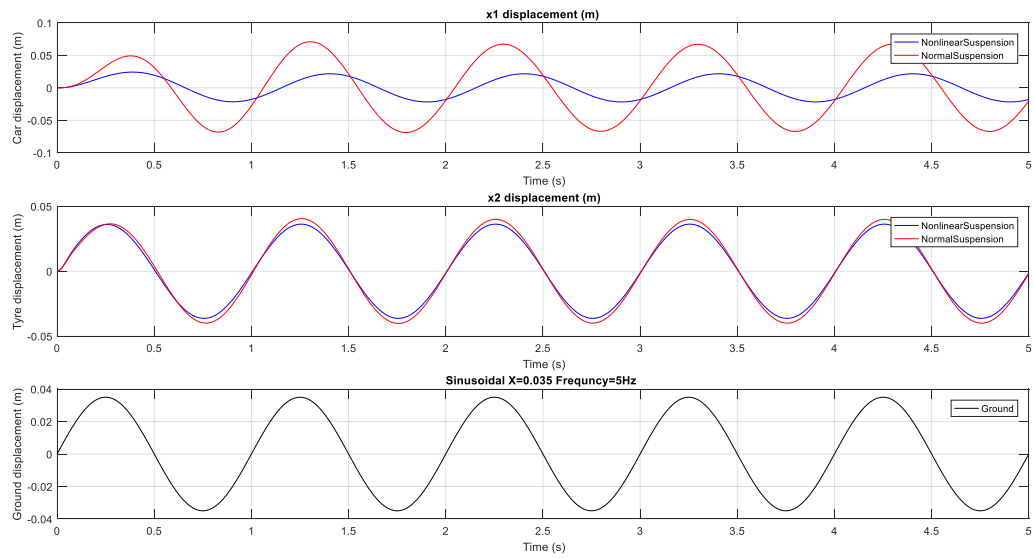 x1 displacement (m)
Car displacement (m)
0.1
0.05
0
-0.05
-0.1
NonlinearSuspension
NormalSuspension
0 0.5 1 1.5 2 2.5 3 3.5 4 4.5 5
Time (s)
x2 displacement (m)
Tyre displacement (m)
0.05
0
-0.05
NonlinearSuspension
NormalSuspension
0 0.5 1 1.5 2 2.5 3 3.5 4 4.5 5
Time (s)
Sinusoidal X=0.035 Frequncy=5Hz
Ground displacement (m)
0.04
0.02
0
-0.02
-0.04
Ground
0 0.5 1 1.5 2 2.5 3 3.5 4 4.5 5
Time (s)